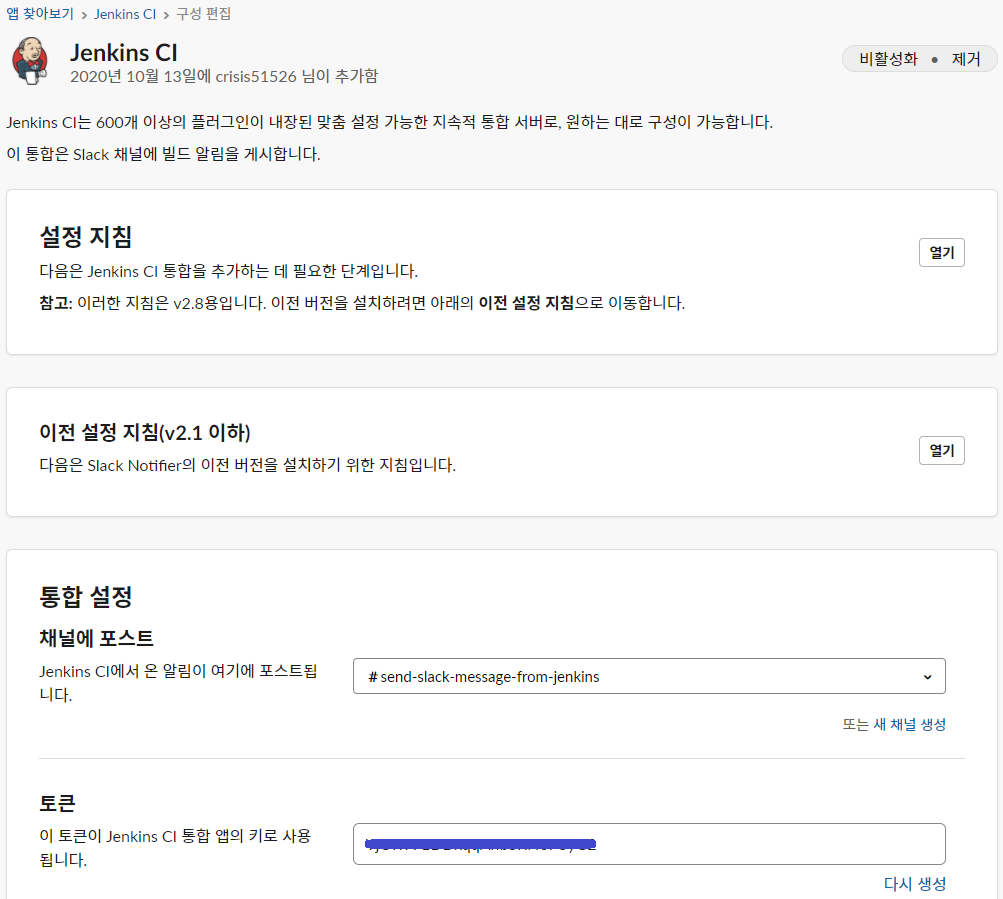 앱 찾아보기 › Jenkins CI › 구성 편집
Jenkins CI
2020년 10월 13일에 crisis51526 님이 추가함
비활성화 ● 제거
Jenkins CI는 600개 이상의 플러그인이 내장된 맞춤 설정 가능한 지속적 통합 서버로, 원하는 대로 구성이 가능합니다.
이 통합은 Slack 채널에 빌드 알림을 게시합니다.
설정 지침
열기
다음은 Jenkins CI 통합을 추가하는 데 필요한 단계입니다.
참고: 이러한 지침은 v2.8용입니다. 이전 버전을 설치하려면 아래의 이전 설정 지침으로 이동합니다.
이전 설정 지침(v2.1 이하)
열기
다음은 Slack Notifier의 이전 버전을 설치하기 위한 지침입니다.
통합 설정
채널에 포스트
Jenkins CI에서 온 알림이 여기에 포스트됩
니다.
# send-slack-message-from-jenkins
또는 새 채널 생성
토큰
이 토큰이 Jenkins CI 통합 앱의 키로 사용
됩니다.
다시 생성